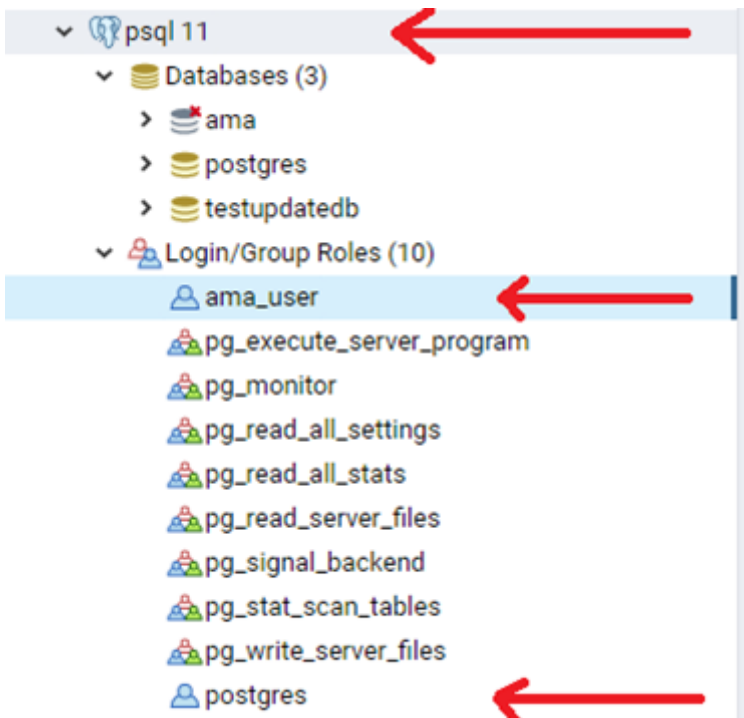 psql 11
Databases (3)
ama
postgres
testupdatedb
Login/Group Roles (10)
ama_user
pg_execute_server_program
pg_monitor
pg_read_all_settings
pg_read_all_stats
pg_read_server_files
pg_signal_backend
pg_stat_scan_tables
pg_write_server_files
postgres